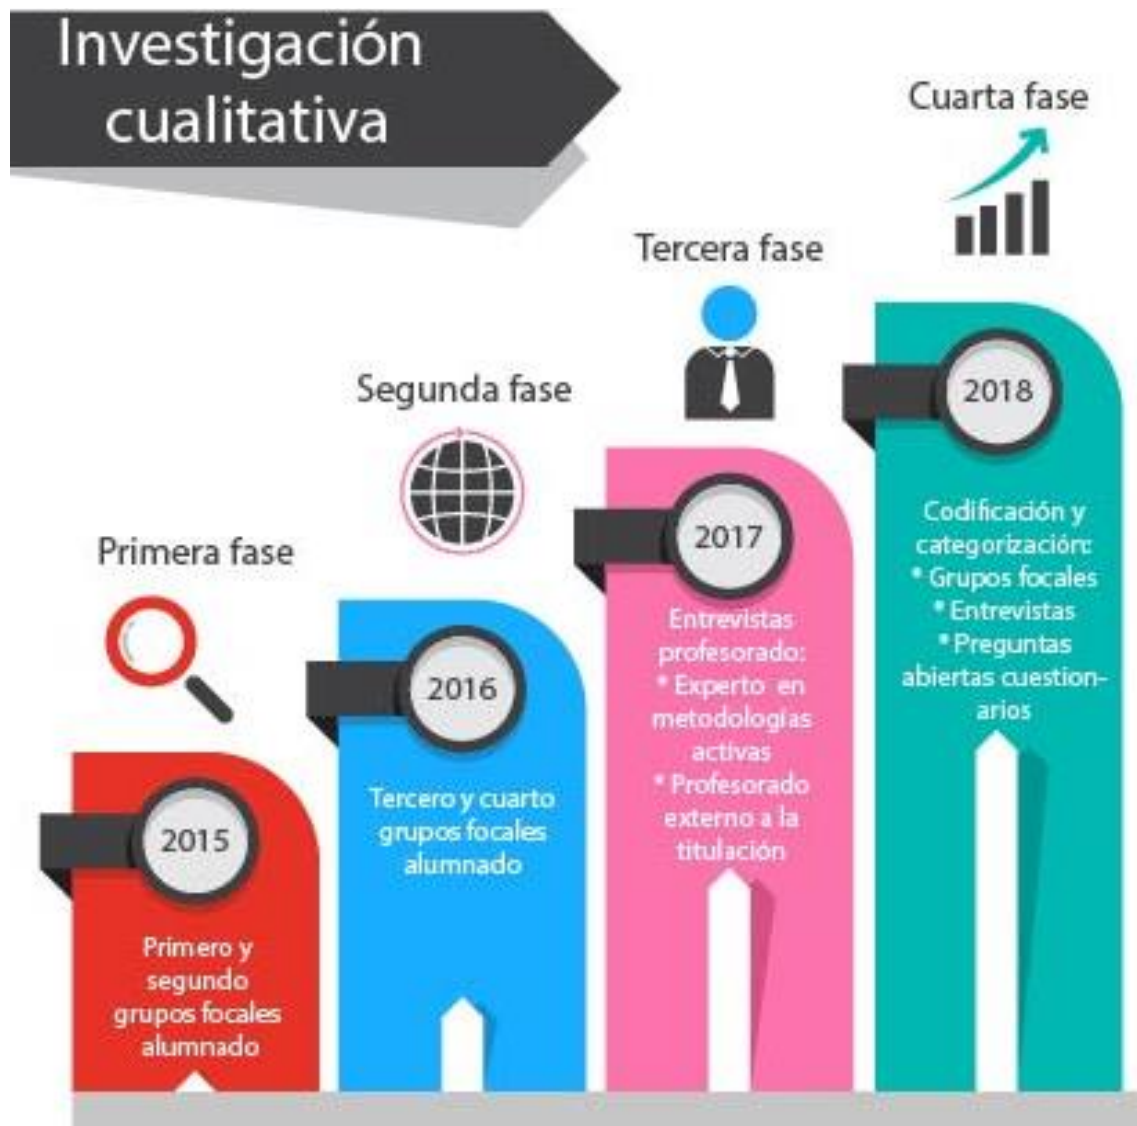 Investigación
cualitativa
Primera fase
2015
Primero y
segundo
grupos focales
alumnado
Segunda fase
2016
Tercero y cuarto
grupos focales
alumnado
Tercera fase
2017
Entrevistas
profesorado:
* Experto en
metodologías
activas
* Profesorado
externo a la
titulación
Cuarta fase
2018
Codificación y
categorización:
* Grupos focales
* Entrevistas
* Preguntas
abiertas cuestion-
arios